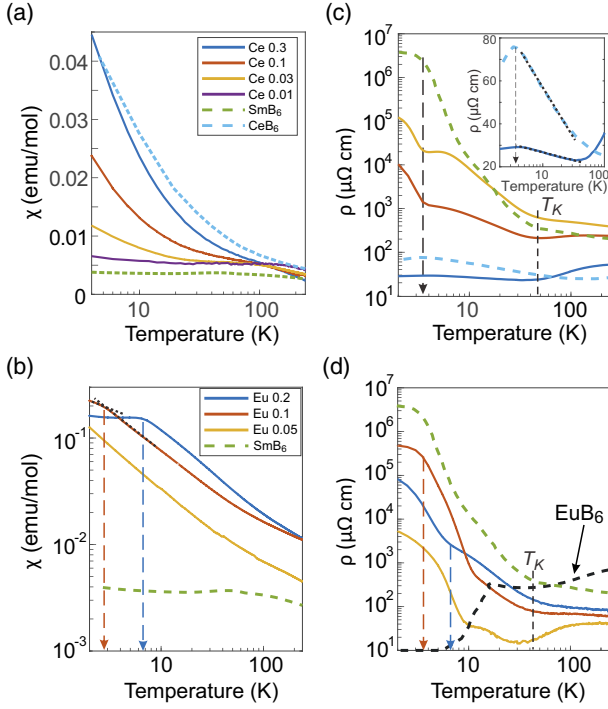 (a)
χ (emu/mol)
0.04
0.03
0.02
0.01
0.005
0
Ce 0.3
Ce 0.1
Ce 0.03
Ce 0.01
SmB₆
CeB₆
10
100
Temperature (K)
(c)
ρ (μΩ cm)
10⁷
10⁶
10⁵
10⁴
10³
10²
10¹
T_K
10
100
Temperature (K)
ρ (μΩ cm)
80
60
40
20
10
100
Temperature (K)
(b)
χ (emu/mol)
10⁻¹
10⁻²
10⁻³
Eu 0.2
Eu 0.1
Eu 0.05
SmB₆
10
100
Temperature (K)
(d)
ρ (μΩ cm)
10⁷
10⁶
10⁵
10⁴
10³
10²
10¹
EuB₆
T_K
10
100
Temperature (K)